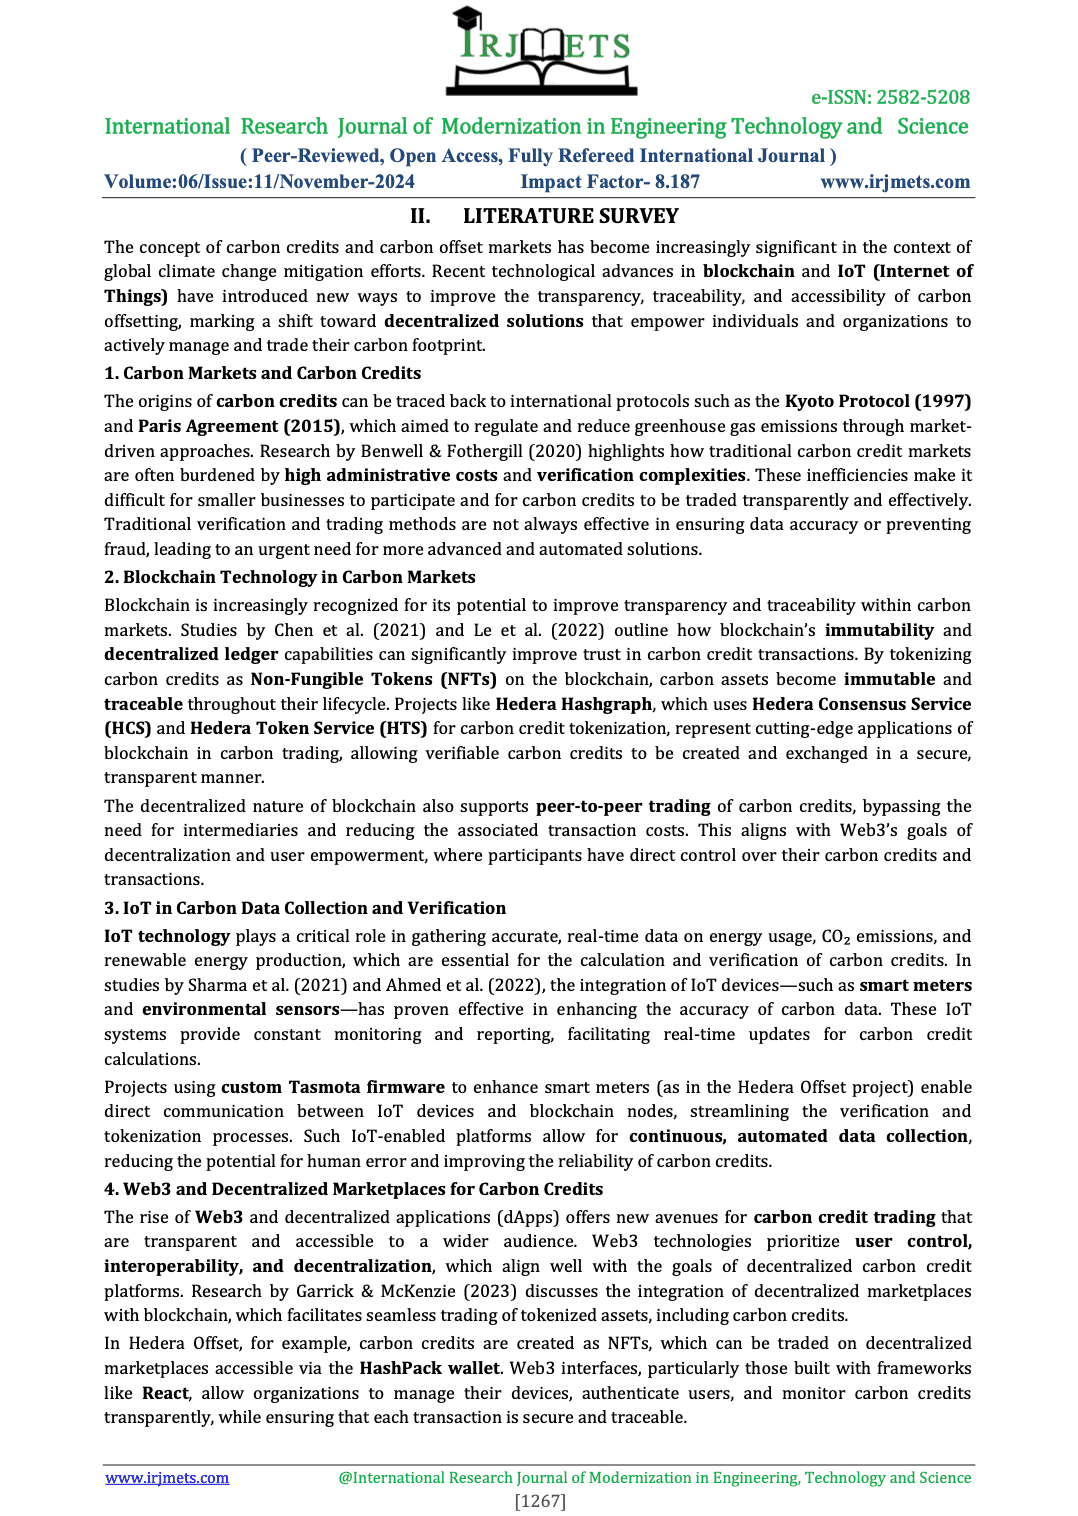 IRJMETS
e-ISSN: 2582-5208
International Research Journal of Modernization in Engineering Technology and Science
( Peer-Reviewed, Open Access, Fully Refereed International Journal )
Volume:06/Issue:11/November-2024 Impact Factor- 8.187 www.irjmets.com
II. LITERATURE SURVEY
The concept of carbon credits and carbon offset markets has become increasingly significant in the context of
global climate change mitigation efforts. Recent technological advances in blockchain and IoT (Internet of
Things) have introduced new ways to improve the transparency, traceability, and accessibility of carbon
offsetting, marking a shift toward decentralized solutions that empower individuals and organizations to
actively manage and trade their carbon footprint.
1. Carbon Markets and Carbon Credits
The origins of carbon credits can be traced back to international protocols such as the Kyoto Protocol (1997)
and Paris Agreement (2015), which aimed to regulate and reduce greenhouse gas emissions through market-
driven approaches. Research by Benwell & Fothergill (2020) highlights how traditional carbon credit markets
are often burdened by high administrative costs and verification complexities. These inefficiencies make it
difficult for smaller businesses to participate and for carbon credits to be traded transparently and effectively.
Traditional verification and trading methods are not always effective in ensuring data accuracy or preventing
fraud, leading to an urgent need for more advanced and automated solutions.
2. Blockchain Technology in Carbon Markets
Blockchain is increasingly recognized for its potential to improve transparency and traceability within carbon
markets. Studies by Chen et al. (2021) and Le et al. (2022) outline how blockchain’s immutability and
decentralized ledger capabilities can significantly improve trust in carbon credit transactions. By tokenizing
carbon credits as Non-Fungible Tokens (NFTs) on the blockchain, carbon assets become immutable and
traceable throughout their lifecycle. Projects like Hedera Hashgraph, which uses Hedera Consensus Service
(HCS) and Hedera Token Service (HTS) for carbon credit tokenization, represent cutting-edge applications of
blockchain in carbon trading, allowing verifiable carbon credits to be created and exchanged in a secure,
transparent manner.
The decentralized nature of blockchain also supports peer-to-peer trading of carbon credits, bypassing the
need for intermediaries and reducing the associated transaction costs. This aligns with Web3’s goals of
decentralization and user empowerment, where participants have direct control over their carbon credits and
transactions.
3. IoT in Carbon Data Collection and Verification
IoT technology plays a critical role in gathering accurate, real-time data on energy usage, CO₂ emissions, and
renewable energy production, which are essential for the calculation and verification of carbon credits. In
studies by Sharma et al. (2021) and Ahmed et al. (2022), the integration of IoT devices—such as smart meters
and environmental sensors—has proven effective in enhancing the accuracy of carbon data. These IoT
systems provide constant monitoring and reporting, facilitating real-time updates for carbon credit
calculations.
Projects using custom Tasmota firmware to enhance smart meters (as in the Hedera Offset project) enable
direct communication between IoT devices and blockchain nodes, streamlining the verification and
tokenization processes. Such IoT-enabled platforms allow for continuous, automated data collection,
reducing the potential for human error and improving the reliability of carbon credits.
4. Web3 and Decentralized Marketplaces for Carbon Credits
The rise of Web3 and decentralized applications (dApps) offers new avenues for carbon credit trading that
are transparent and accessible to a wider audience. Web3 technologies prioritize user control,
interoperability, and decentralization, which align well with the goals of decentralized carbon credit
platforms. Research by Garrick & McKenzie (2023) discusses the integration of decentralized marketplaces
with blockchain, which facilitates seamless trading of tokenized assets, including carbon credits.
In Hedera Offset, for example, carbon credits are created as NFTs, which can be traded on decentralized
marketplaces accessible via the HashPack wallet. Web3 interfaces, particularly those built with frameworks
like React, allow organizations to manage their devices, authenticate users, and monitor carbon credits
transparently, while ensuring that each transaction is secure and traceable.
www.irjmets.com @International Research Journal of Modernization in Engineering, Technology and Science
[1267]